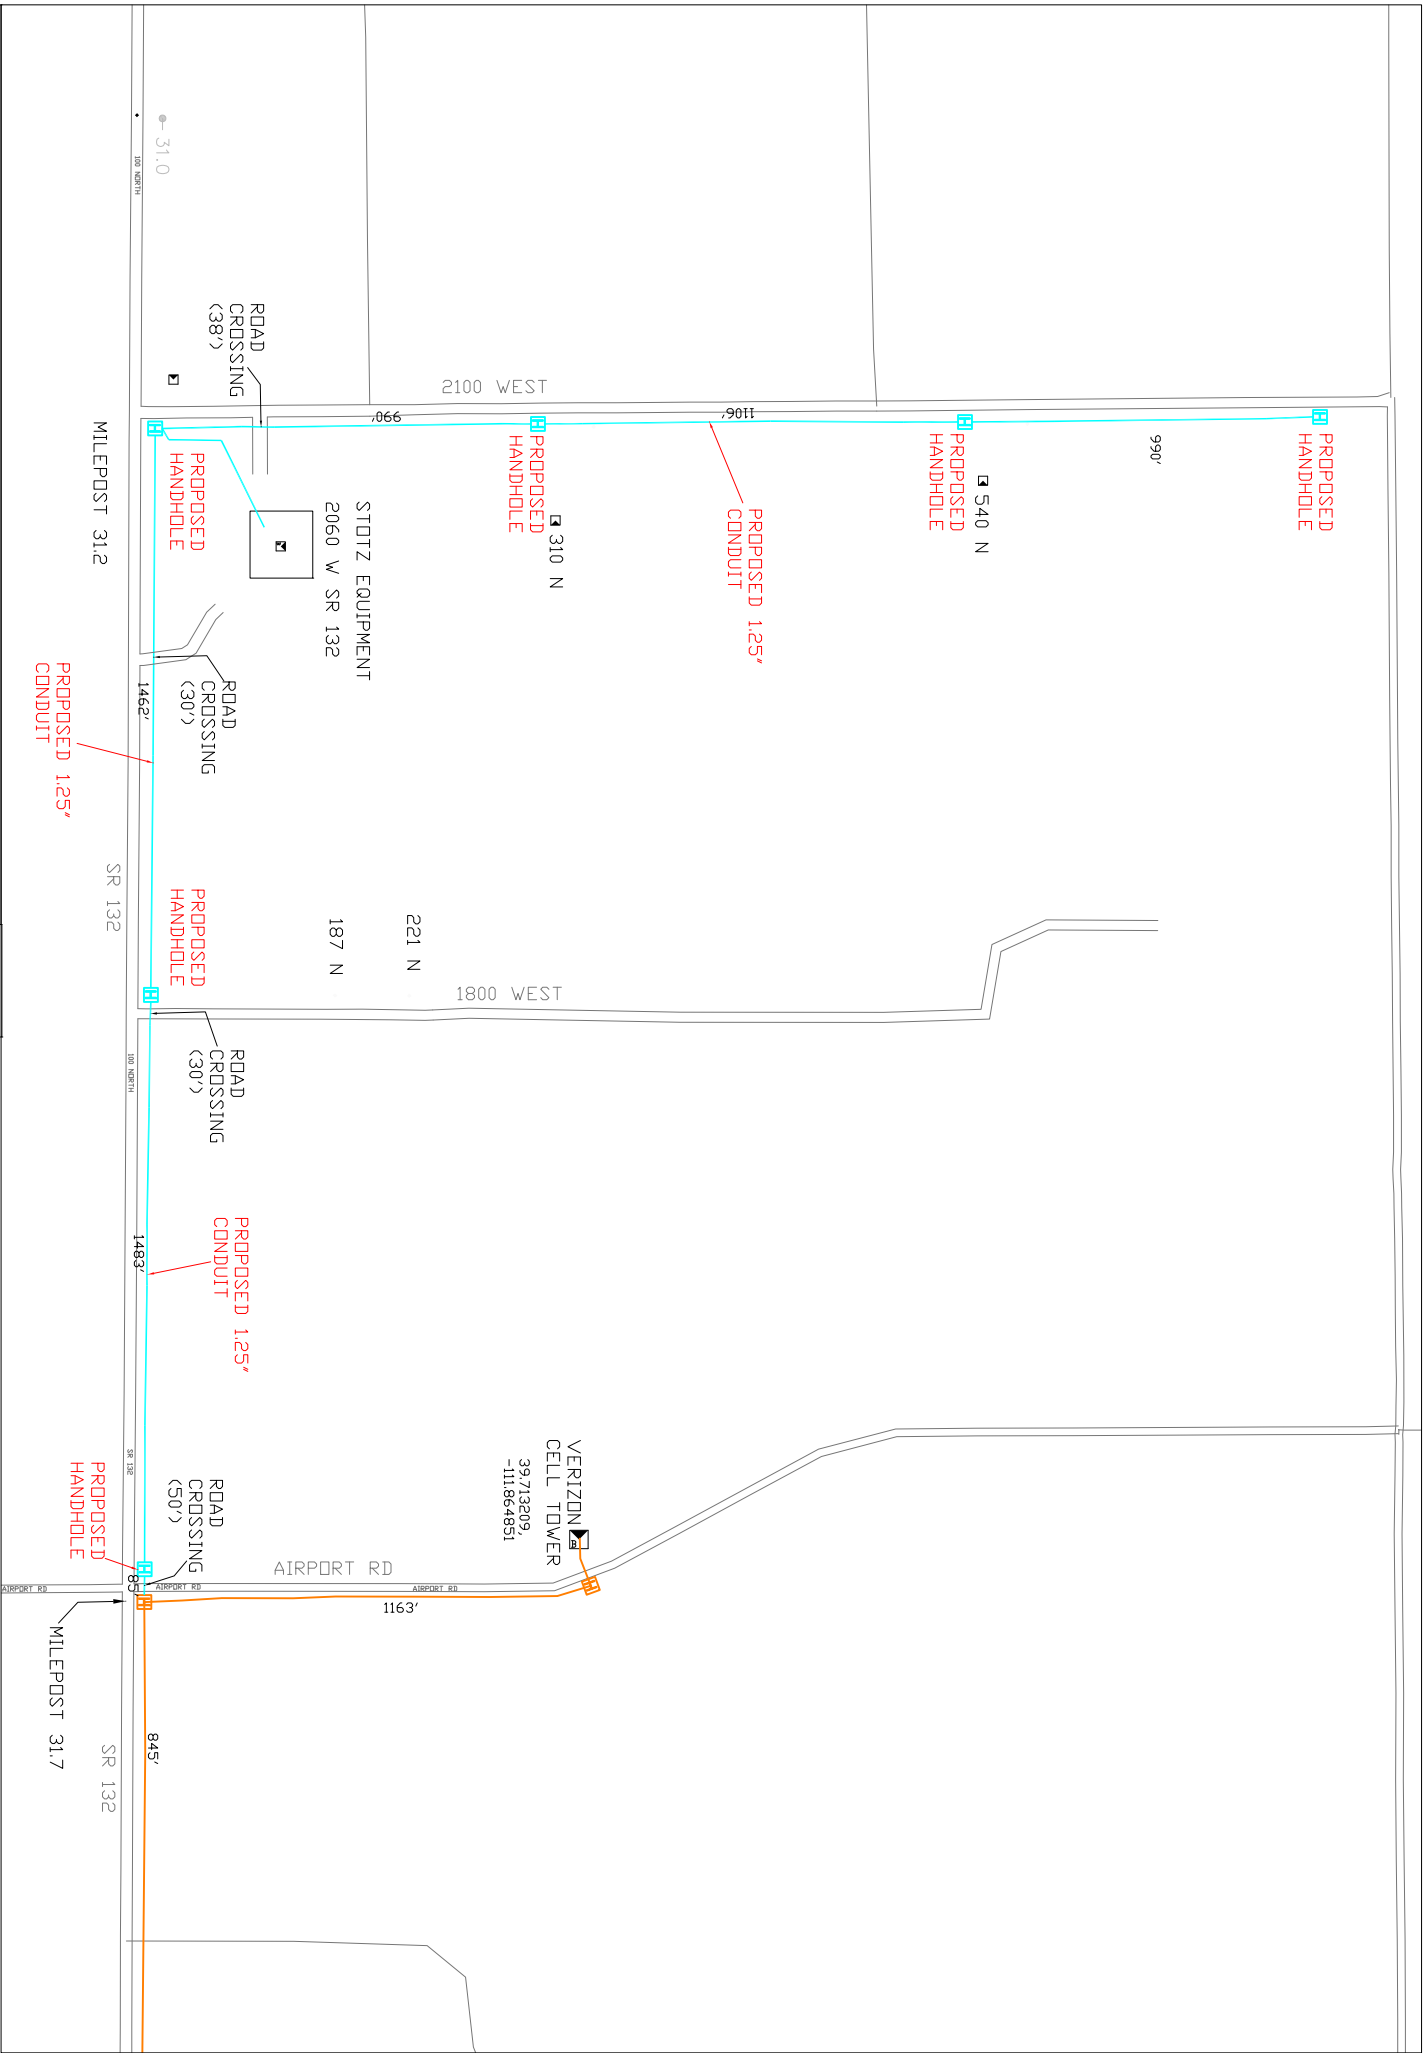 PROPOSED
HANDHOLE
990'
540 N
PROPOSED
HANDHOLE
PROPOSED 1.25"
CONDUIT
1106'
310 N
PROPOSED
HANDHOLE
2100 WEST
990'
ROAD
CROSSING
(38')
31.0
100 NORTH
STOTZ EQUIPMENT
2060 W SR 132
PROPOSED
HANDHOLE
MILEPOST 31.2
ROAD
CROSSING
(30')
1462'
PROPOSED 1.25"
CONDUIT
SR 132
PROPOSED
HANDHOLE
221 N
187 N
1800 WEST
ROAD
CROSSING
(30')
100 NORTH
PROPOSED 1.25"
CONDUIT
1483'
SR 132
PROPOSED
HANDHOLE
ROAD
CROSSING
(50')
VERIZON
CELL TOWER
39.713209,
-111.864851
B
AIRPORT RD
AIRPORT RD
AIRPORT RD
AIRPORT RD
85'
1163'
MILEPOST 31.7
845'
SR 132
H
H
H
H
H
H
H
H